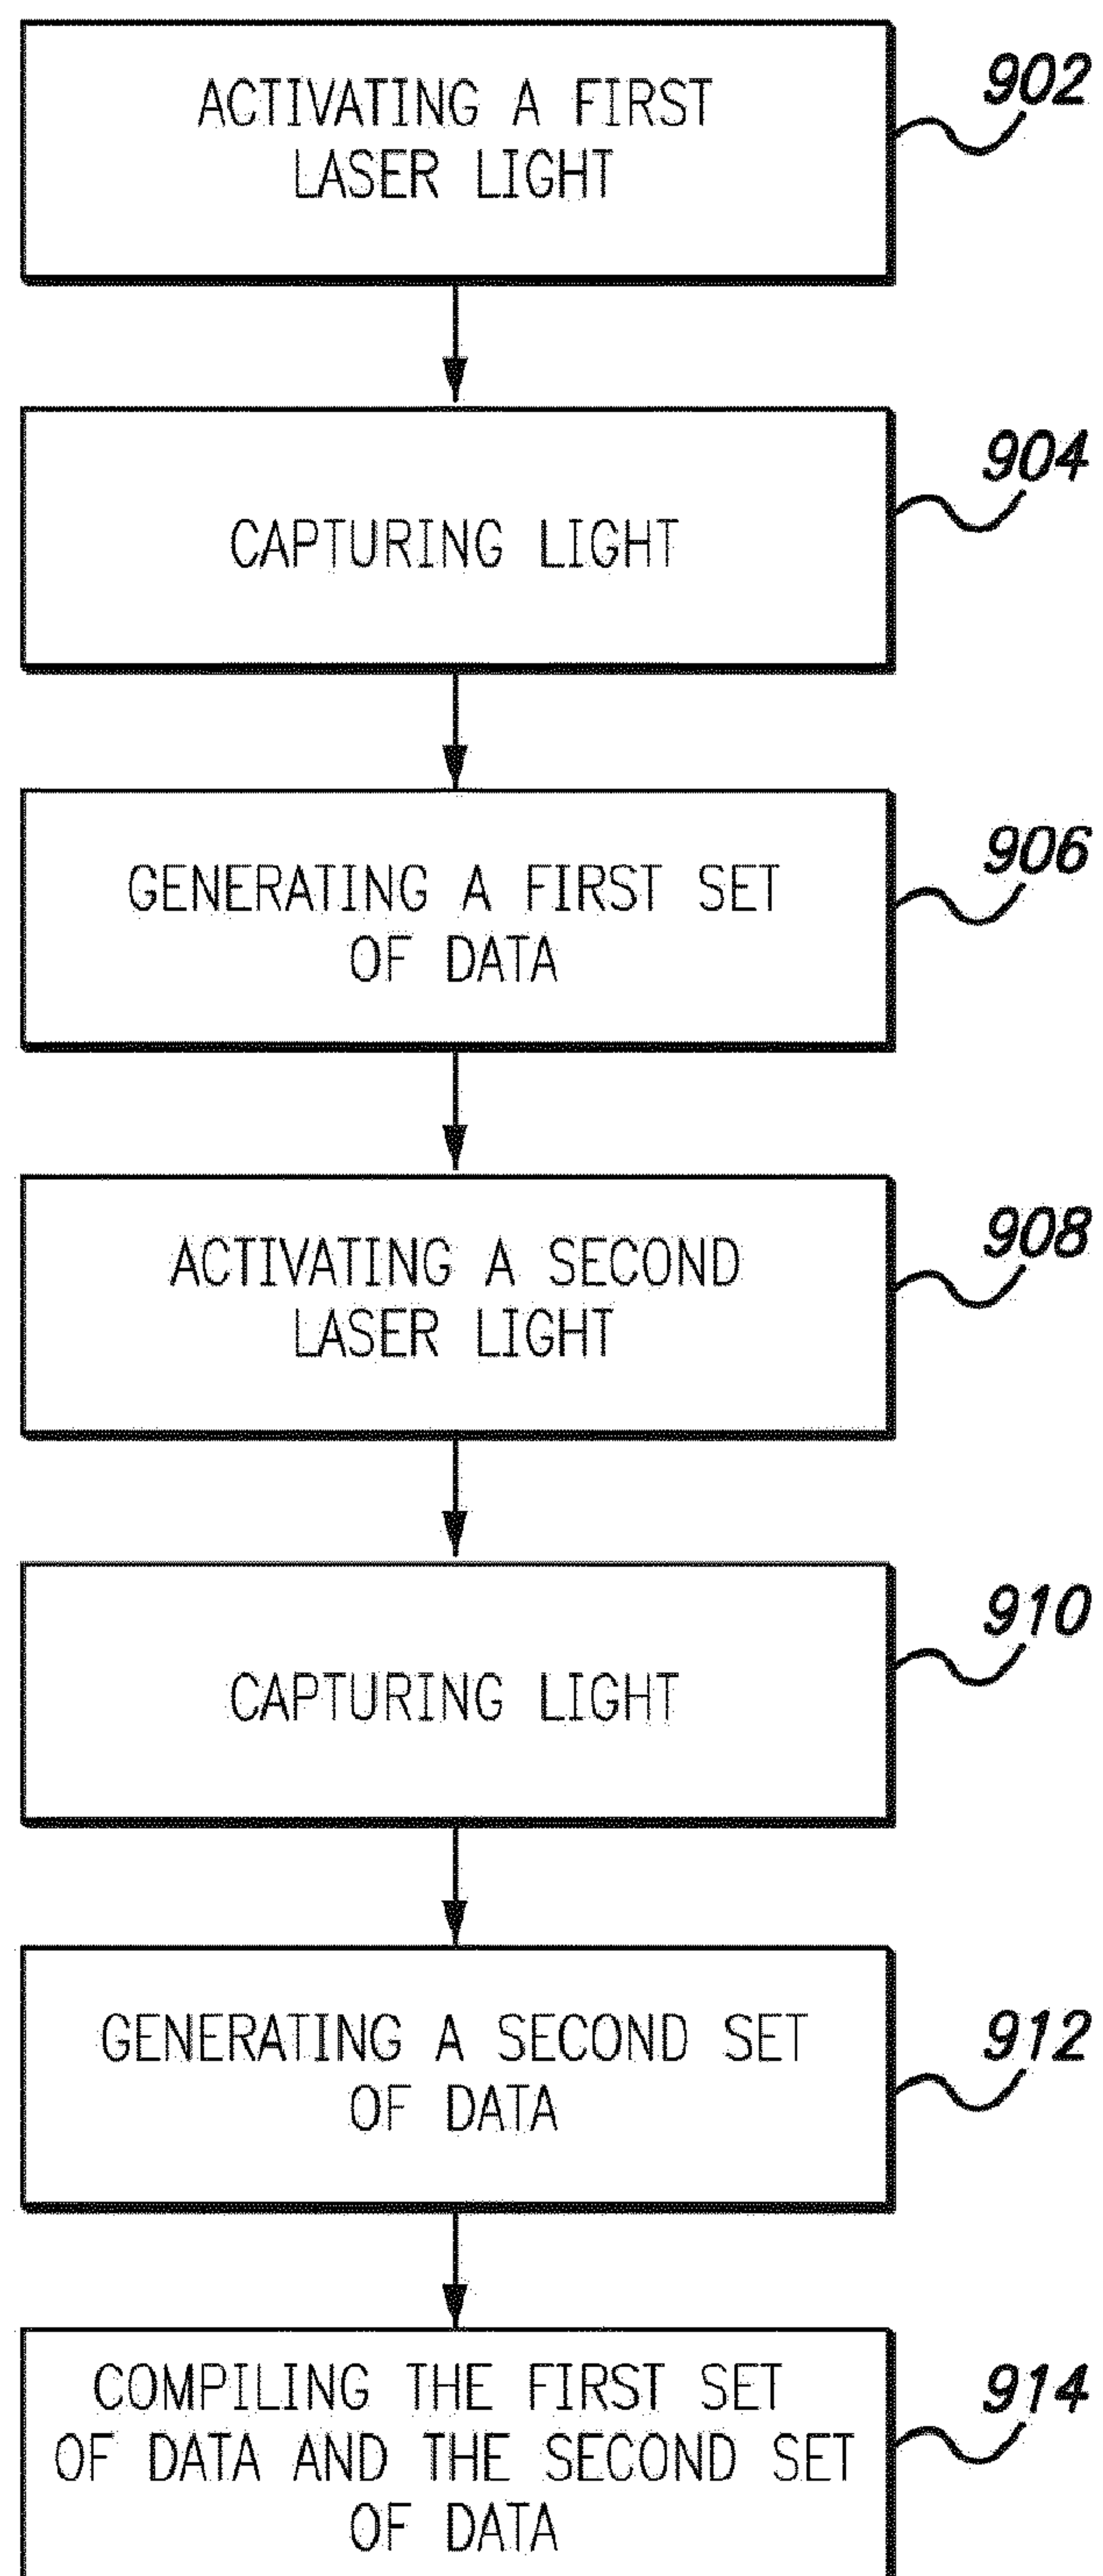 ACTIVATING A FIRST
LASER LIGHT
902
CAPTURING LIGHT
904
GENERATING A FIRST SET
OF DATA
906
ACTIVATING A SECOND
LASER LIGHT
908
CAPTURING LIGHT
910
GENERATING A SECOND SET
OF DATA
912
COMPILING THE FIRST SET
OF DATA AND THE SECOND SET
OF DATA
914